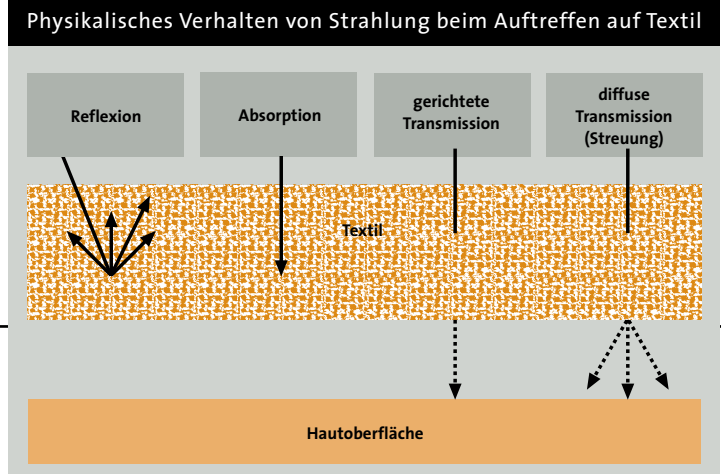 Physikalisches Verhalten von Strahlung beim Auftreffen auf Textil
Reflexion
Absorption
gerichtete
Transmission
diffuse
Transmission
(Streuung)
Textil
Hautoberfläche